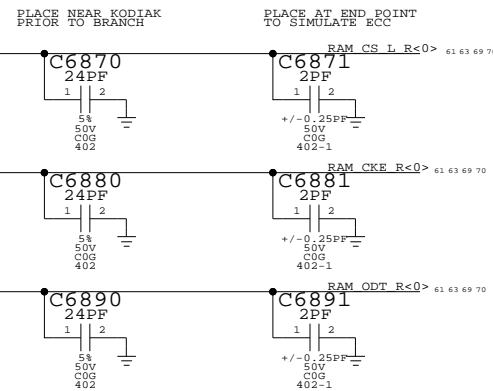 PLACE NEAR KODIAK
PRIOR TO BRANCH
PLACE AT END POINT
TO SIMULATE ECC
RAM CS L R<0> 61 63 69 70
C6870
24PF
1 2
5%
50V
C0G
402
C6871
2PF
1 2
+/-0.25PF
50V
C0G
402-1
RAM CKE R<0> 61 63 69 70
C6880
24PF
1 2
5%
50V
C0G
402
C6881
2PF
1 2
+/-0.25PF
50V
C0G
402-1
RAM ODT R<0> 61 63 69 70
C6890
24PF
1 2
5%
50V
C0G
402
C6891
2PF
1 2
+/-0.25PF
50V
C0G
402-1